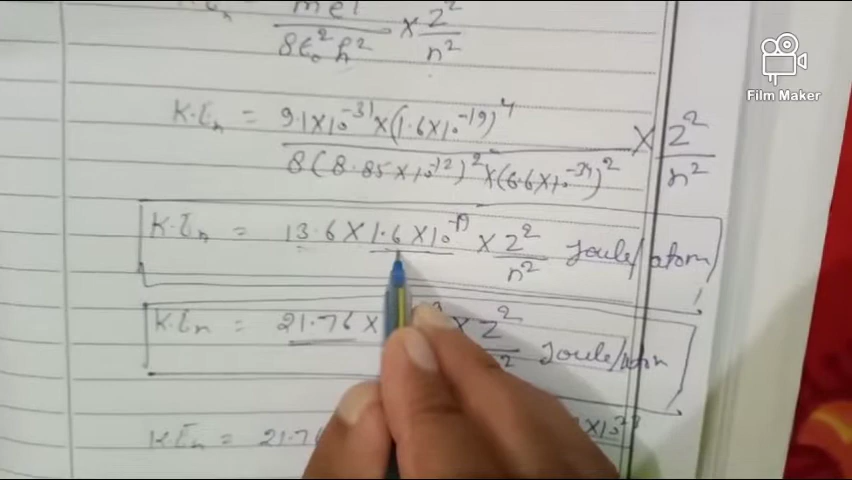 me⁴ / 8ε₀²h² × Z² / n²
K.Eₙ = 9.1×10⁻³¹×(1.6×10⁻¹⁹)⁴ / 8(8.85×10⁻¹²)²×(6.6×10⁻³⁴)² × Z² / n²
K.Eₙ = 13.6×1.6×10⁻¹⁹ × Z² / n² Joule/atom
K.Eₙ = 21.76× × Z² Joule/atom
K.Eₙ =
Film Maker